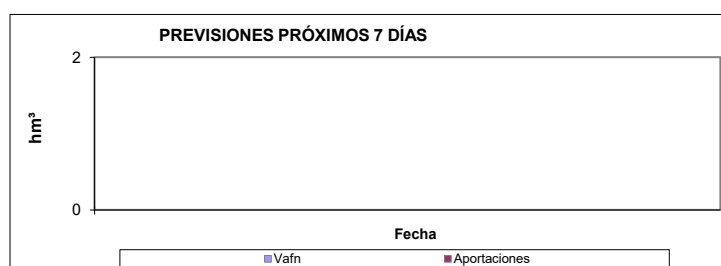 PREVISIONES PRÓXIMOS 7 DÍAS
2
hm³
0
Fecha
Vafn Aportaciones